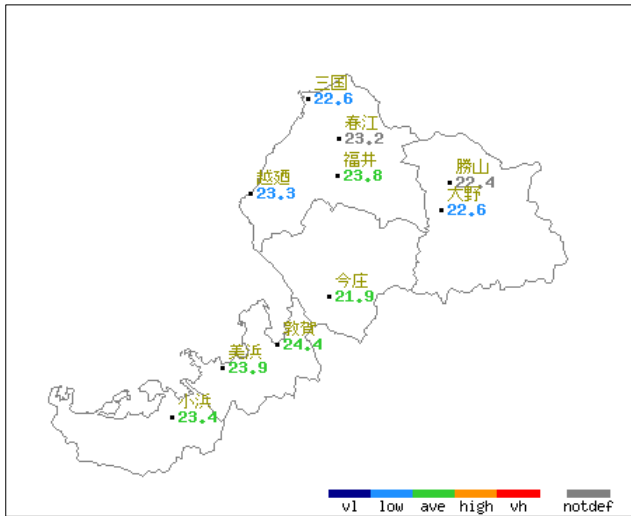 三国
22.6
春江
23.2
福井
23.8
勝山
22.4
大野
22.6
越廼
23.3
今庄
21.9
敦賀
24.4
美浜
23.9
小浜
23.4
vl low ave high vh notdef